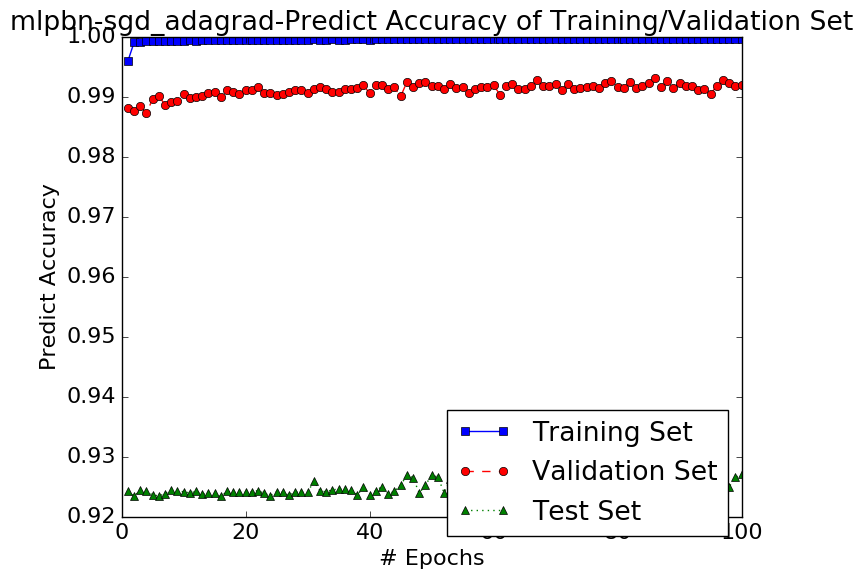 mlpbn-sgd_adagrad-Predict Accuracy of Training/Validation Set
1.00
0.99
0.98
0.97
0.96
0.95
0.94
0.93
0.92
Predict Accuracy
Training Set
Validation Set
Test Set
0 20 40 100
# Epochs